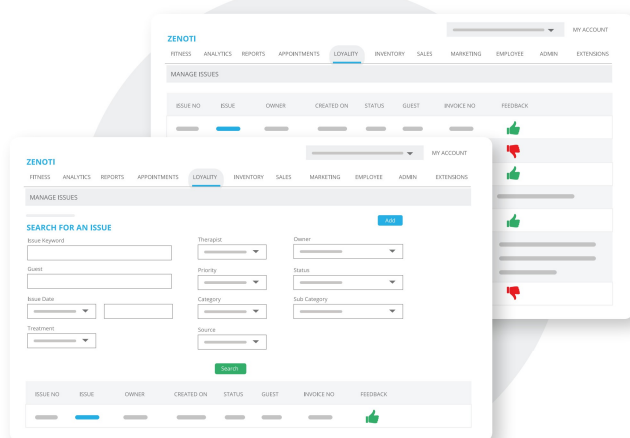 ZENOTI
MY ACCOUNT
FITNESS ANALYTICS REPORTS APPOINTMENTS LOYALITY INVENTORY SALES MARKETING EMPLOYEE ADMIN EXTENSIONS
MANAGE ISSUES
ISSUE NO ISSUE OWNER CREATED ON STATUS GUEST INVOICE NO FEEDBACK
ZENOTI
MY ACCOUNT
FITNESS ANALYTICS REPORTS APPOINTMENTS LOYALITY INVENTORY SALES MARKETING EMPLOYEE ADMIN EXTENSIONS
MANAGE ISSUES
Add
SEARCH FOR AN ISSUE
Issue Keyword Therapist Owner
Guest Priority Status
Issue Date Category Sub Category
Treatment Source
Search
ISSUE NO ISSUE OWNER CREATED ON STATUS GUEST INVOICE NO FEEDBACK